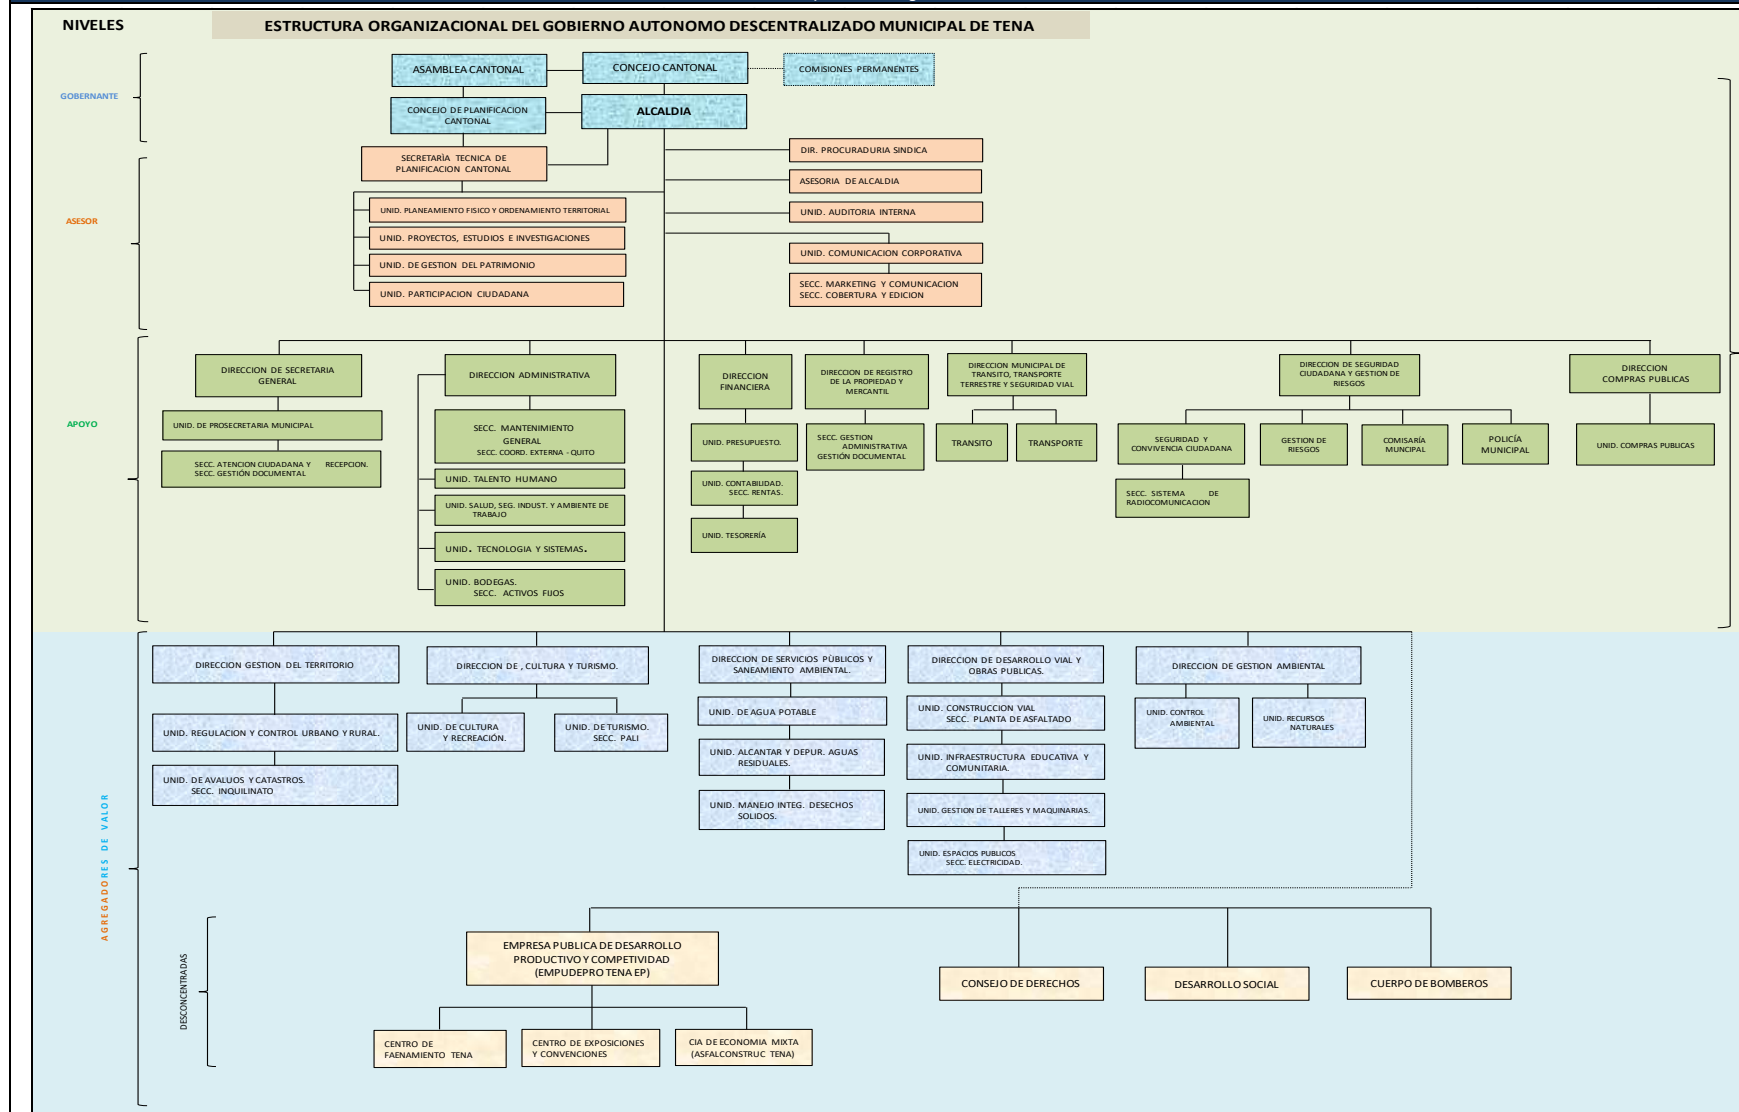 NIVELES
ESTRUCTURA ORGANIZACIONAL DEL GOBIERNO AUTONOMO DESCENTRALIZADO MUNICIPAL DE TENA
GOBERNANTE
ASAMBLEA CANTONAL
CONCEJO CANTONAL
COMISIONES PERMANENTES
CONCEJO DE PLANIFICACION
CANTONAL
ALCALDIA
ASESOR
SECRETARÌA TECNICA DE
PLANIFICACION CANTONAL
UNID. PLANEAMIENTO FISICO Y ORDENAMIENTO TERRITORIAL
UNID. PROYECTOS, ESTUDIOS E INVESTIGACIONES
UNID. DE GESTION DEL PATRIMONIO
UNID. PARTICIPACION CIUDADANA
DIR. PROCURADURIA SINDICA
ASESORIA DE ALCALDIA
UNID. AUDITORIA INTERNA
UNID. COMUNICACION CORPORATIVA
SECC. MARKETING Y COMUNICACION
SECC. COBERTURA Y EDICION
APOYO
DIRECCION DE SECRETARIA
GENERAL
UNID. DE PROSECRETARIA MUNICIPAL
SECC. ATENCION CIUDADANA Y RECEPCION.
SECC. GESTIÓN DOCUMENTAL
DIRECCION ADMINISTRATIVA
SECC. MANTENIMIENTO
GENERAL
SECC. COORD. EXTERNA - QUITO
UNID. TALENTO HUMANO
UNID. SALUD, SEG. INDUST. Y AMBIENTE DE
TRABAJO
UNID. TECNOLOGIA Y SISTEMAS.
UNID. BODEGAS.
SECC. ACTIVOS FIJOS
DIRECCION
FINANCIERA
UNID. PRESUPUESTO.
UNID. CONTABILIDAD.
SECC. RENTAS.
UNID. TESORERÍA
DIRECCION DE REGISTRO
DE LA PROPIEDAD Y
MERCANTIL
SECC. GESTION
ADMINISTRATIVA
GESTIÓN DOCUMENTAL
DIRECCION MUNICIPAL DE
TRANSITO, TRANSPORTE
TERRESTRE Y SEGURIDAD VIAL
TRANSITO
TRANSPORTE
DIRECCION DE SEGURIDAD
CIUDADANA Y GESTION DE
RIESGOS
SEGURIDAD Y
CONVIVENCIA CIUDADANA
SECC. SISTEMA DE
RADIOCOMUNICACION
GESTION DE
RIESGOS
COMISARÍA
MUNCIPAL
POLICÍA
MUNICIPAL
DIRECCION
COMPRAS PUBLICAS
UNID. COMPRAS PUBLICAS
AGREGADORES DE VALOR
DIRECCION GESTION DEL TERRITORIO
UNID. REGULACION Y CONTROL URBANO Y RURAL.
UNID. DE AVALUOS Y CATASTROS.
SECC. INQUILINATO
DIRECCION DE , CULTURA Y TURISMO.
UNID. DE CULTURA
Y RECREACIÓN.
UNID. DE TURISMO.
SECC. PALI
DIRECCION DE SERVICIOS PÙBLICOS Y
SANEAMIENTO AMBIENTAL.
UNID. DE AGUA POTABLE
UNID. ALCANTAR Y DEPUR. AGUAS
RESIDUALES.
UNID. MANEJO INTEG. DESECHOS
SOLIDOS.
DIRECCION DE DESARROLLO VIAL Y
OBRAS PUBLICAS.
UNID. CONSTRUCCION VIAL
SECC. PLANTA DE ASFALTADO
UNID. INFRAESTRUCTURA EDUCATIVA Y
COMUNITARIA.
UNID. GESTION DE TALLERES Y MAQUINARIAS.
UNID. ESPACIOS PUBLICOS
SECC. ELECTRICIDAD.
DIRECCION DE GESTION AMBIENTAL
UNID. CONTROL
AMBIENTAL
UNID. RECURSOS
NATURALES
DESCONCENTRADAS
EMPRESA PUBLICA DE DESARROLLO
PRODUCTIVO Y COMPETIVIDAD
(EMPUDEPRO TENA EP)
CENTRO DE
FAENAMIENTO TENA
CENTRO DE EXPOSICIONES
Y CONVENCIONES
CIA DE ECONOMIA MIXTA
(ASFALCONSTRUC TENA)
CONSEJO DE DERECHOS
DESARROLLO SOCIAL
CUERPO DE BOMBEROS